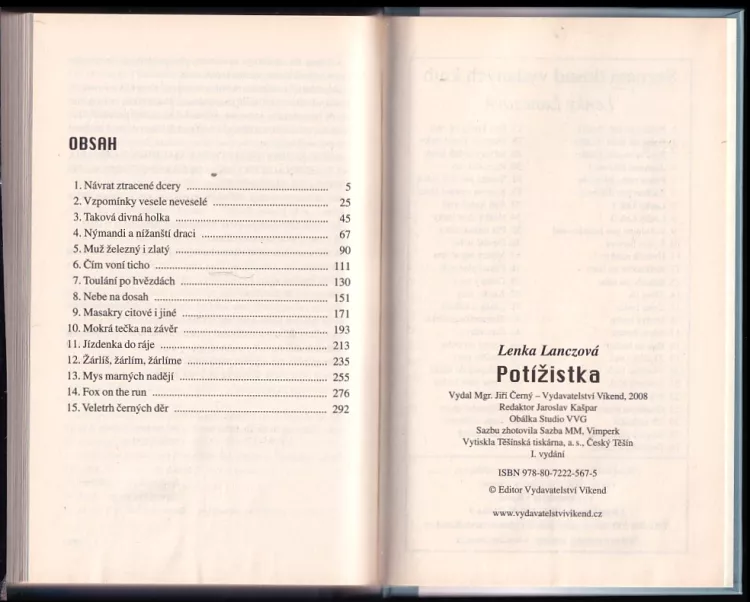 OBSAH
1. Návrat ztracené dcery ........ 5
2. Vzpomínky vesele neveselé ........ 25
3. Taková divná holka ........ 45
4. Nýmandi a nížanští draci ........ 67
5. Muž železný i zlatý ........ 90
6. Čím voní ticho ........ 111
7. Toulání po hvězdách ........ 130
8. Nebe na dosah ........ 151
9. Masakry citové i jiné ........ 171
10. Mokrá tečka na závěr ........ 193
11. Jízdenka do ráje ........ 213
12. Žárlíš, žárlím, žárlíme ........ 235
13. Mys marných nadějí ........ 255
14. Fox on the run ........ 276
15. Veletrh černých děr ........ 292
Lenka Lanczová
Potížistka
Vydal Mgr. Jiří Černý – Vydavatelství Víkend, 2008
Redaktor Jaroslav Kašpar
Obálka Studio VVG
Sazbu zhotovila Sazba MM, Vimperk
Vytiskla Těšínská tiskárna, a. s., Český Těšín
I. vydání
ISBN 978-80-7222-567-5
© Editor Vydavatelství Víkend
www.vydavatelstvivikend.cz